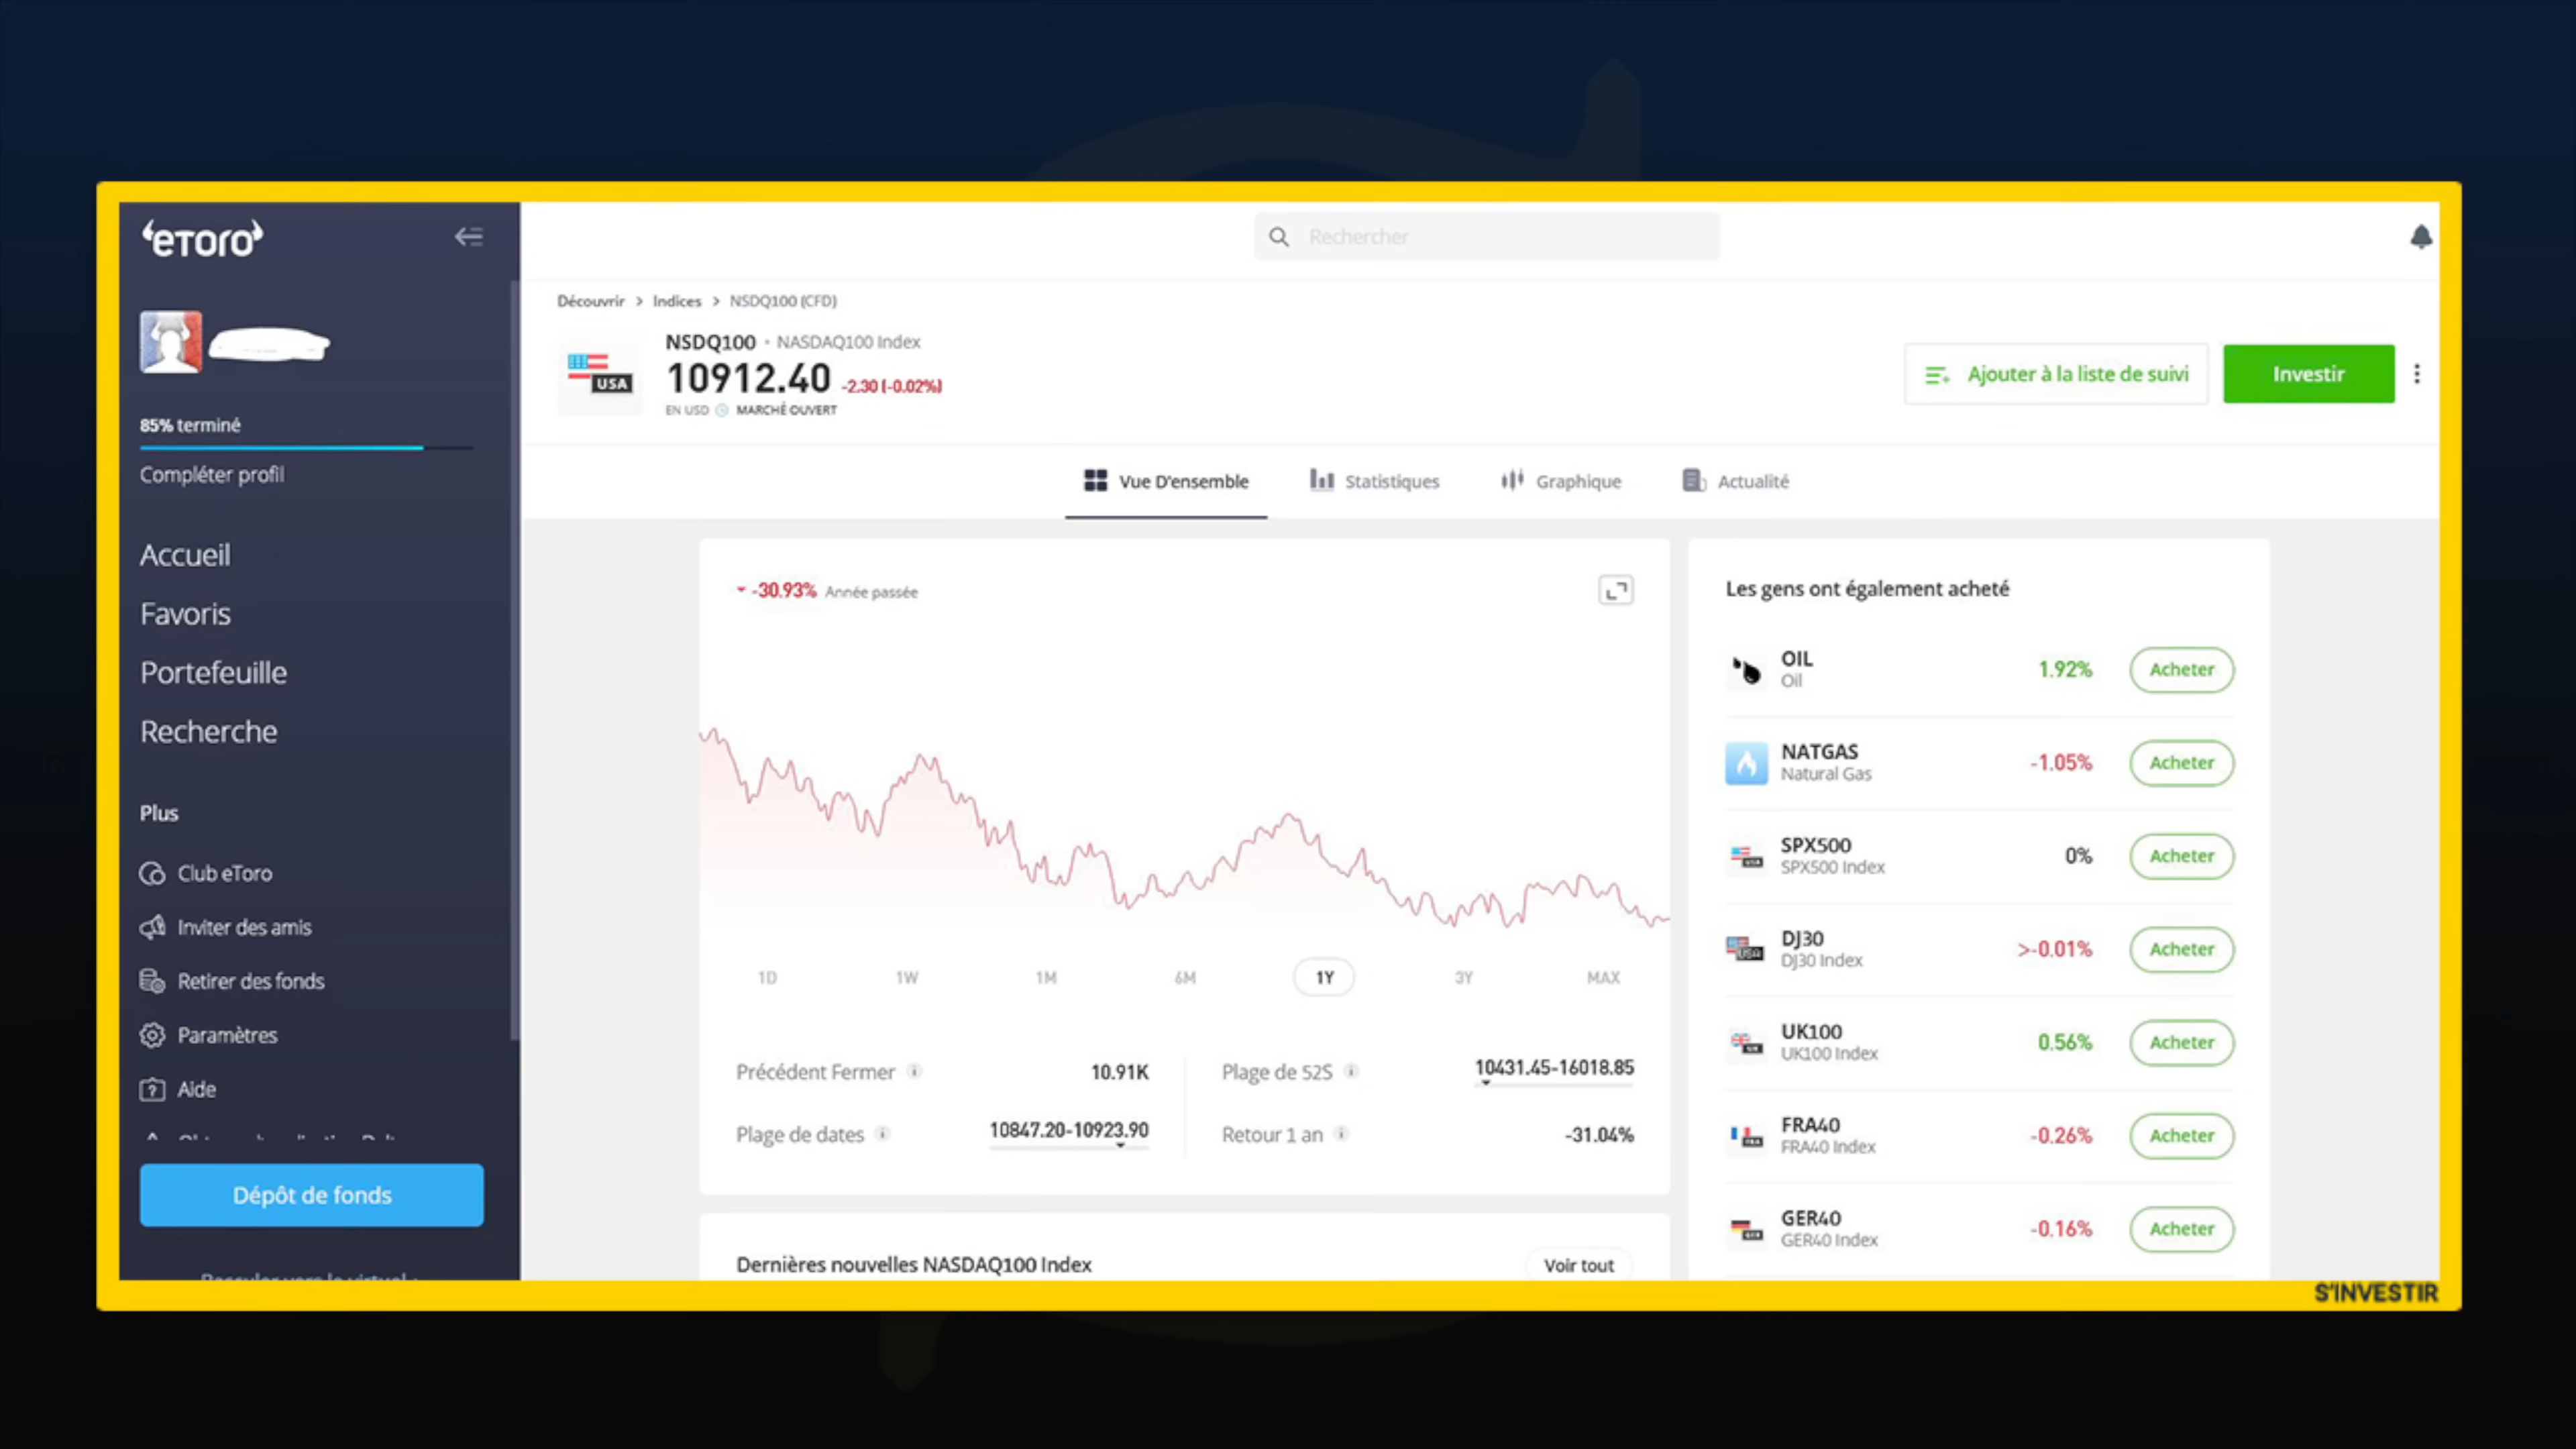 eTORO
85% terminé
Compléter profil
Accueil
Favoris
Portefeuille
Recherche
Plus
Club eToro
Inviter des amis
Retirer des fonds
Paramètres
Aide
Dépôt de fonds
Rechercher
Découvrir > Indices > NSDQ100 (CFD)
USA
NSDQ100 • NASDAQ100 Index
10912.40 -2.30 (-0.02%)
EN USD MARCHÉ OUVERT
Ajouter à la liste de suivi
Investir
Vue D'ensemble
Statistiques
Graphique
Actualité
-30.93% Année passée
1D 1W 1M 6M 1Y 3Y MAX
Précédent Fermer 10.91K
Plage de 52S 10431.45-16018.85
Plage de dates 10847.20-10923.90
Retour 1 an -31.04%
Dernières nouvelles NASDAQ100 Index
Voir tout
Les gens ont également acheté
OIL
Oil
1.92%
Acheter
NATGAS
Natural Gas
-1.05%
Acheter
SPX500
SPX500 Index
0%
Acheter
DJ30
DJ30 Index
>-0.01%
Acheter
UK100
UK100 Index
0.56%
Acheter
FRA40
FRA40 Index
-0.26%
Acheter
GER40
GER40 Index
-0.16%
Acheter
S'INVESTIR